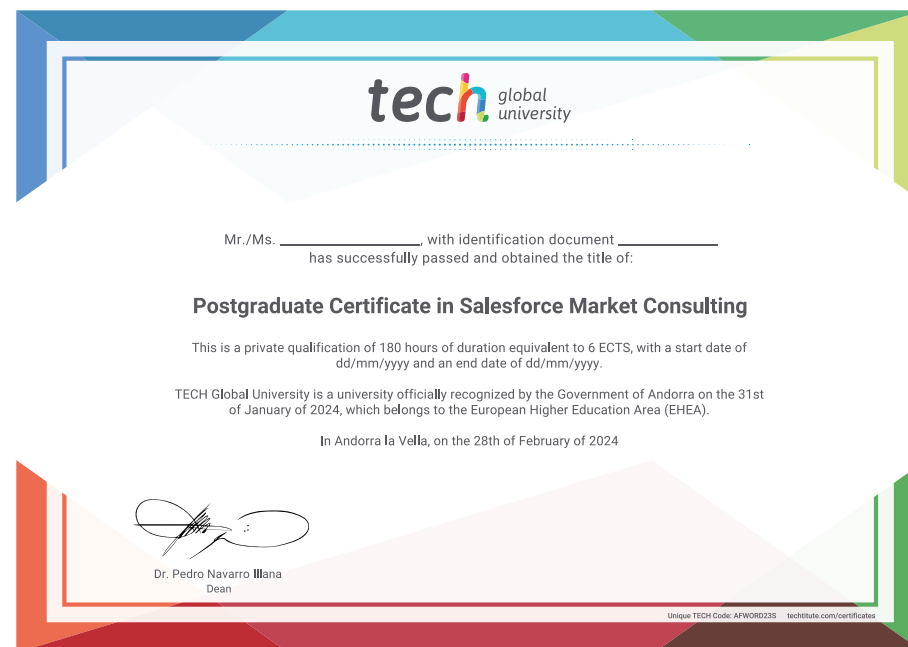 tech global
university
Mr./Ms. ____________________, with identification document ______________
has successfully passed and obtained the title of:
Postgraduate Certificate in Salesforce Market Consulting
This is a private qualification of 180 hours of duration equivalent to 6 ECTS, with a start date of
dd/mm/yyyy and an end date of dd/mm/yyyy.
TECH Global University is a university officially recognized by the Government of Andorra on the 31st
of January of 2024, which belongs to the European Higher Education Area (EHEA).
In Andorra la Vella, on the 28th of February of 2024
Dr. Pedro Navarro Illana
Dean
Unique TECH Code: AFWORD23S techtitute.com/certificates